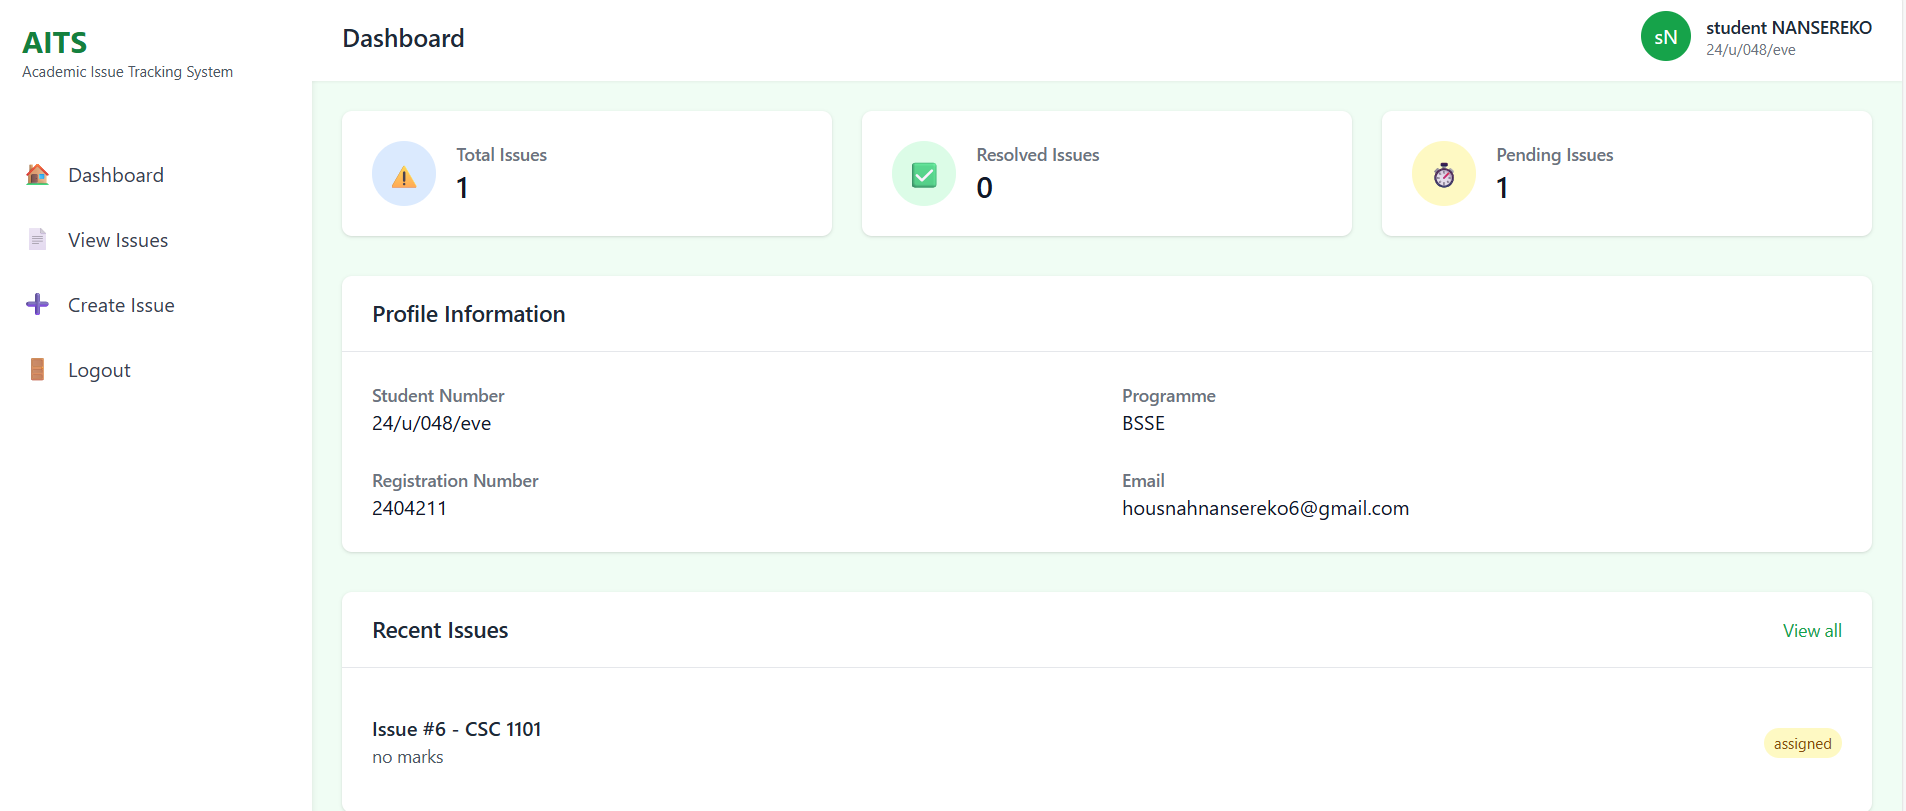 AITS
Academic Issue Tracking System
Dashboard
View Issues
Create Issue
Logout
Dashboard
sN
student NANSEREKO
24/u/048/eve
Total Issues
1
Resolved Issues
0
Pending Issues
1
Profile Information
Student Number
24/u/048/eve
Programme
BSSE
Registration Number
2404211
Email
housnahnansereko6@gmail.com
Recent Issues
View all
Issue #6 - CSC 1101
no marks
assigned